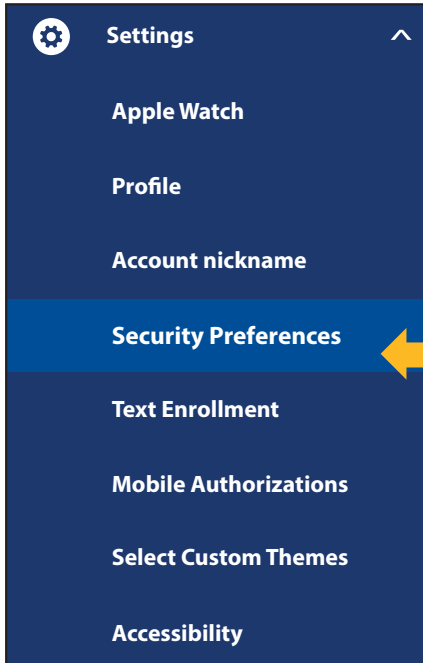 Settings
Apple Watch
Profile
Account nickname
Security Preferences
Text Enrollment
Mobile Authorizations
Select Custom Themes
Accessibility